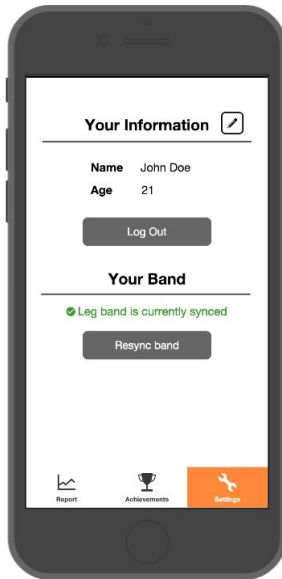 Your Information
Name John Doe
Age 21
Log Out
Your Band
Leg band is currently synced
Resync band
Report Achievements Settings